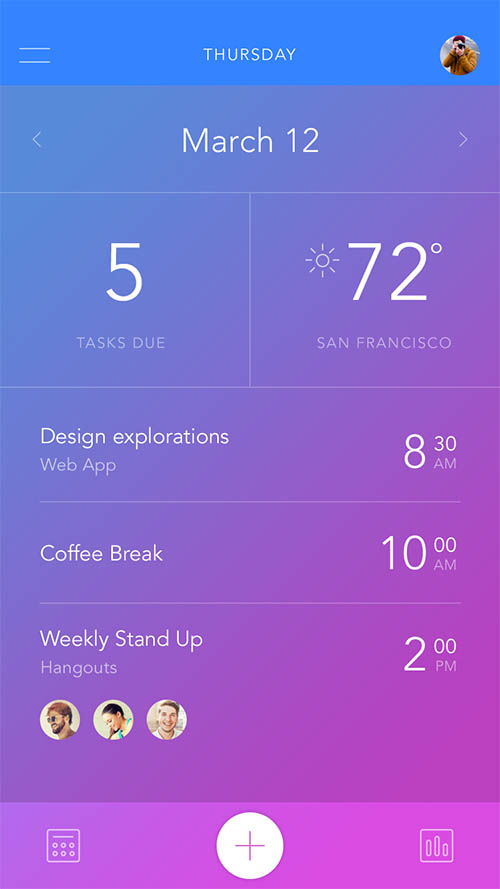 THURSDAY
March 12
5
TASKS DUE
72°
SAN FRANCISCO
Design explorations
Web App
8 30 AM
Coffee Break
10 00 AM
Weekly Stand Up
Hangouts
2 00 PM